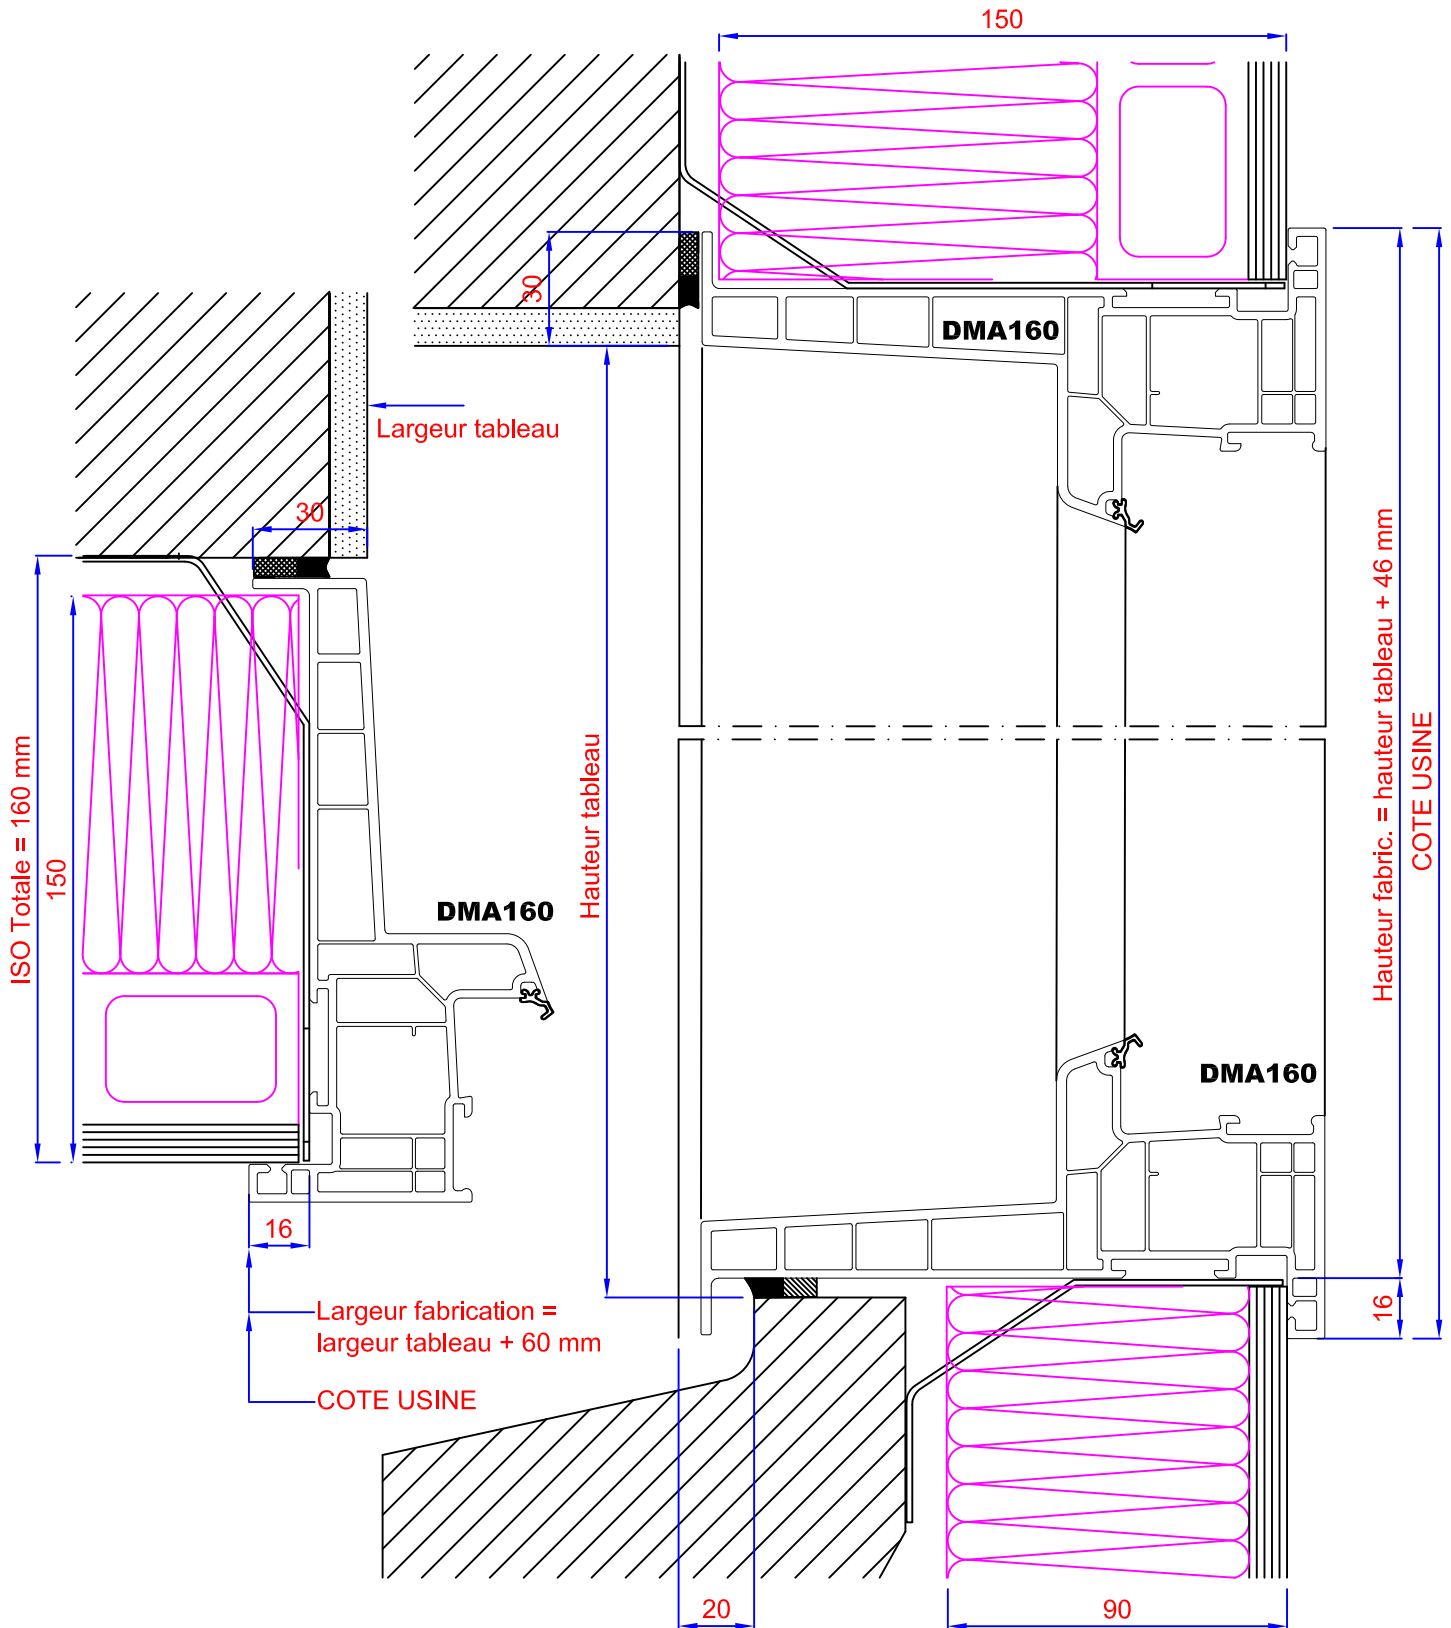 150
30
DMA160
Largeur tableau
30
Hauteur fabric. = hauteur tableau + 46 mm
COTE USINE
Hauteur tableau
ISO Totale = 160 mm
150
DMA160
DMA160
16
16
Largeur fabrication =
largeur tableau + 60 mm
COTE USINE
20
90